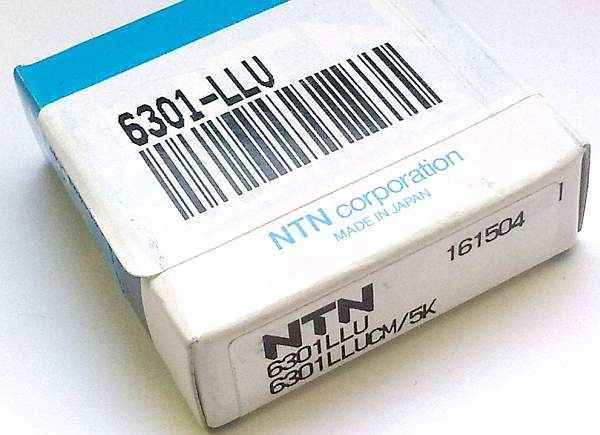 6301-LLU
NTN corporation
MADE IN JAPAN
161504 1
NTN
6301LLU
6301LLUCM/5K